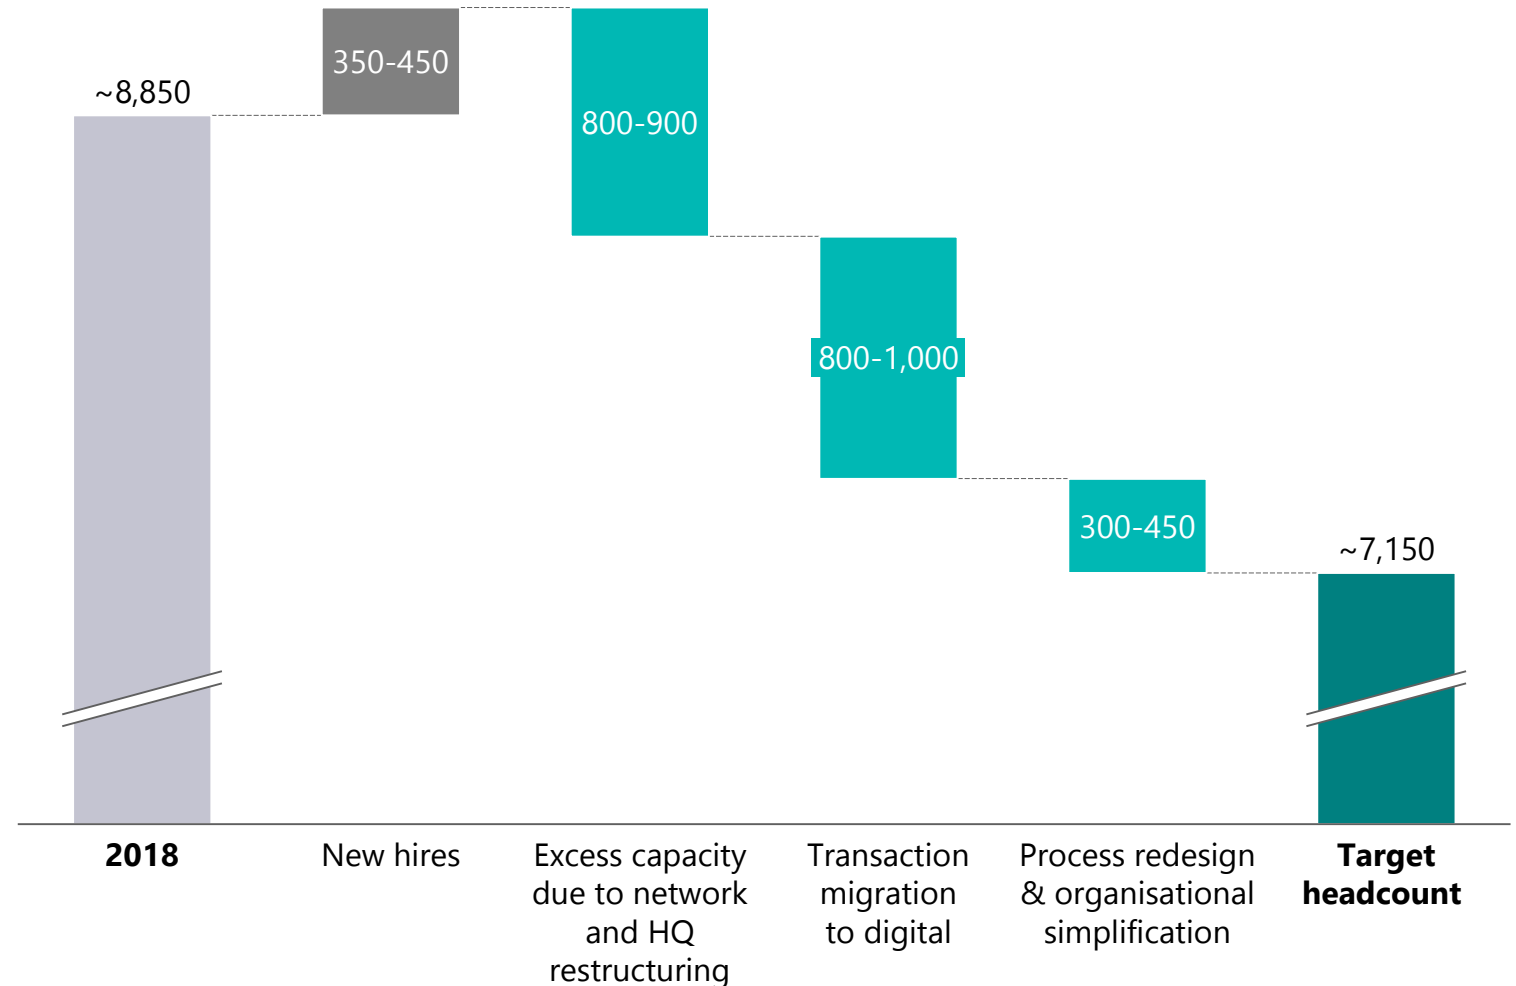 ~8,850
350-450
800-900
800-1,000
300-450
~7,150
2018
New hires
Excess capacity
due to network
and HQ
restructuring
Transaction
migration
to digital
Process redesign
& organisational
simplification
Target
headcount